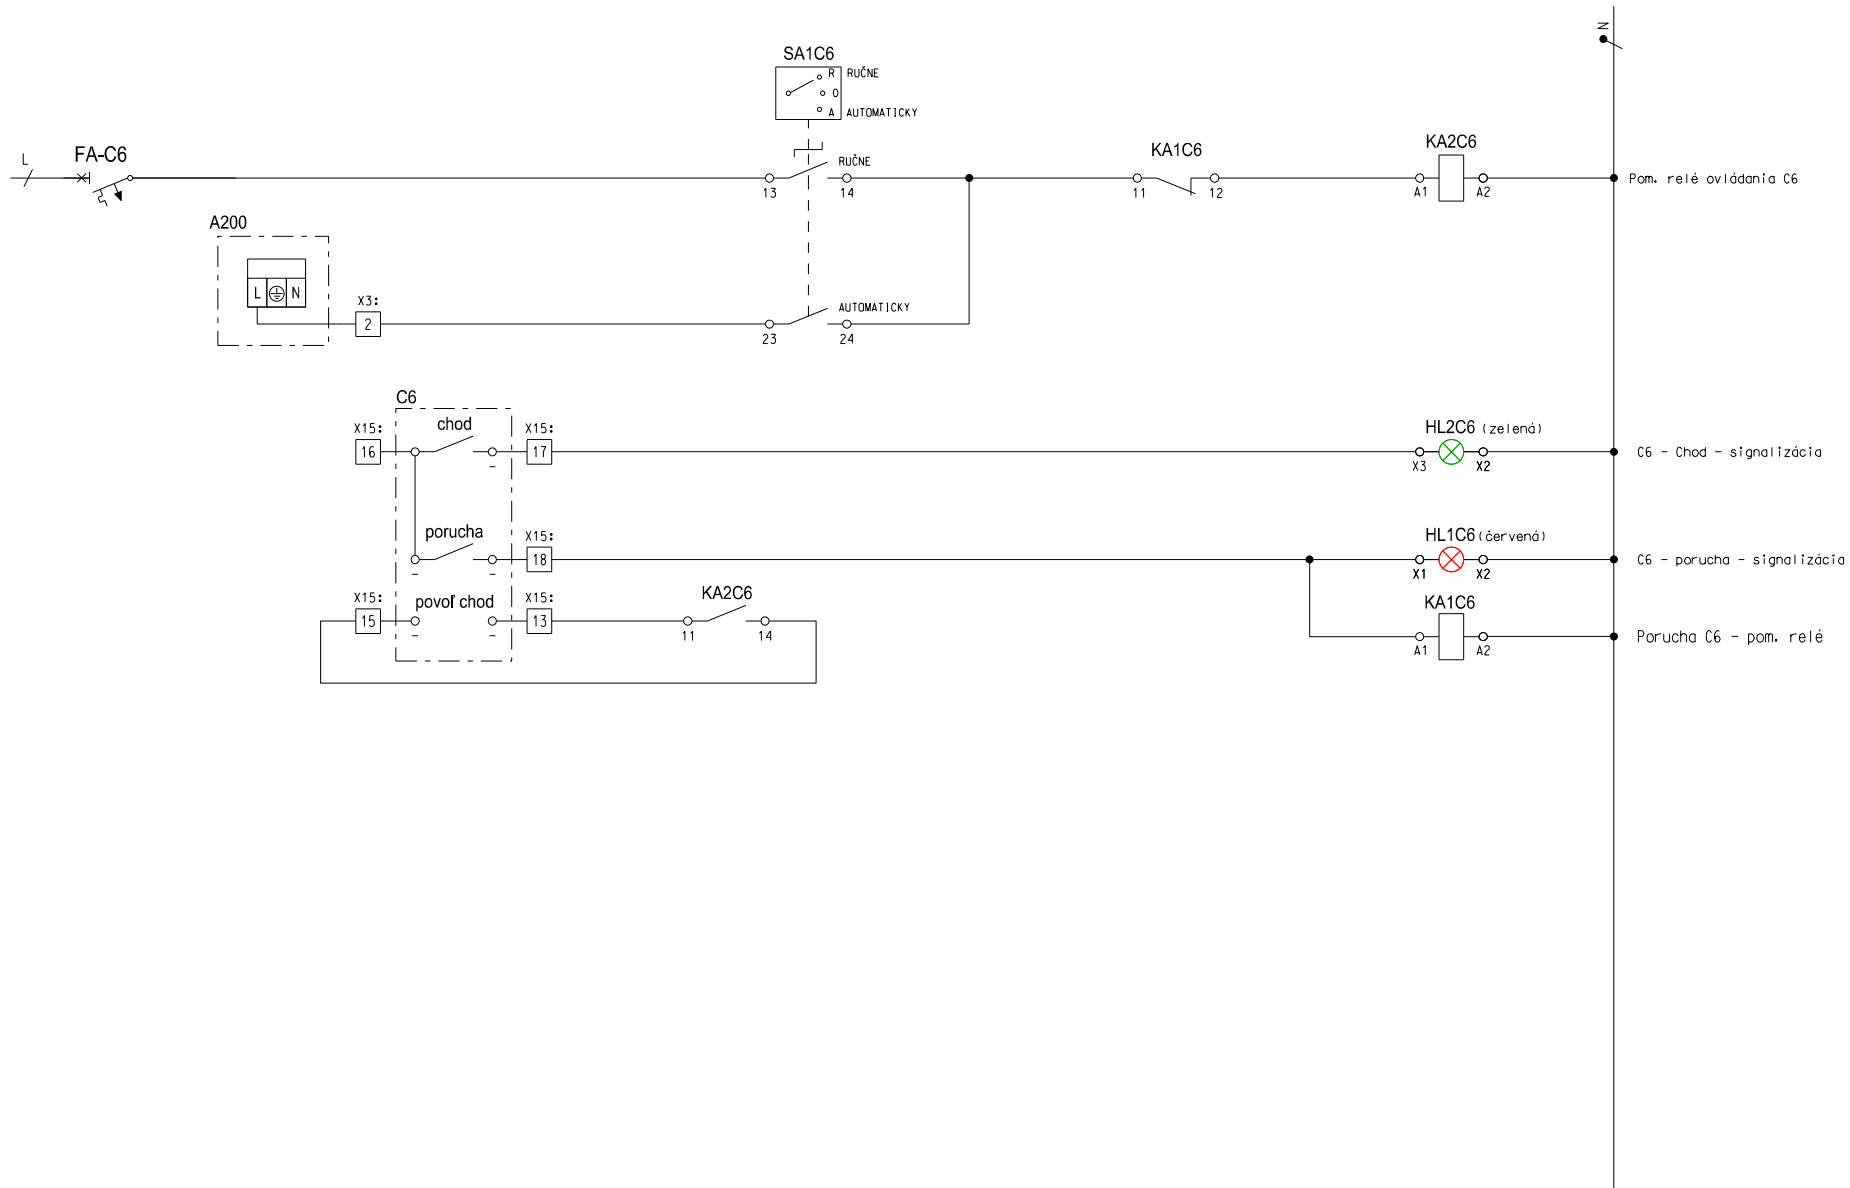 N
SA1C6
R RUČNE
O
A AUTOMATICKY
L
FA-C6
RUČNE
13
14
KA1C6
11
12
KA2C6
A1
A2
Pom. relé ovládania C6
A200
L N
X3:
2
AUTOMATICKY
23
24
C6
X15:
16
chod
X15:
17
HL2C6 (zelená)
X3
X2
C6 - Chod - signalizácia
porucha
X15:
18
HL1C6 (červená)
X1
X2
C6 - porucha - signalizácia
X15:
15
povoľ chod
X15:
13
KA2C6
11
14
KA1C6
A1
A2
Porucha C6 - pom. relé